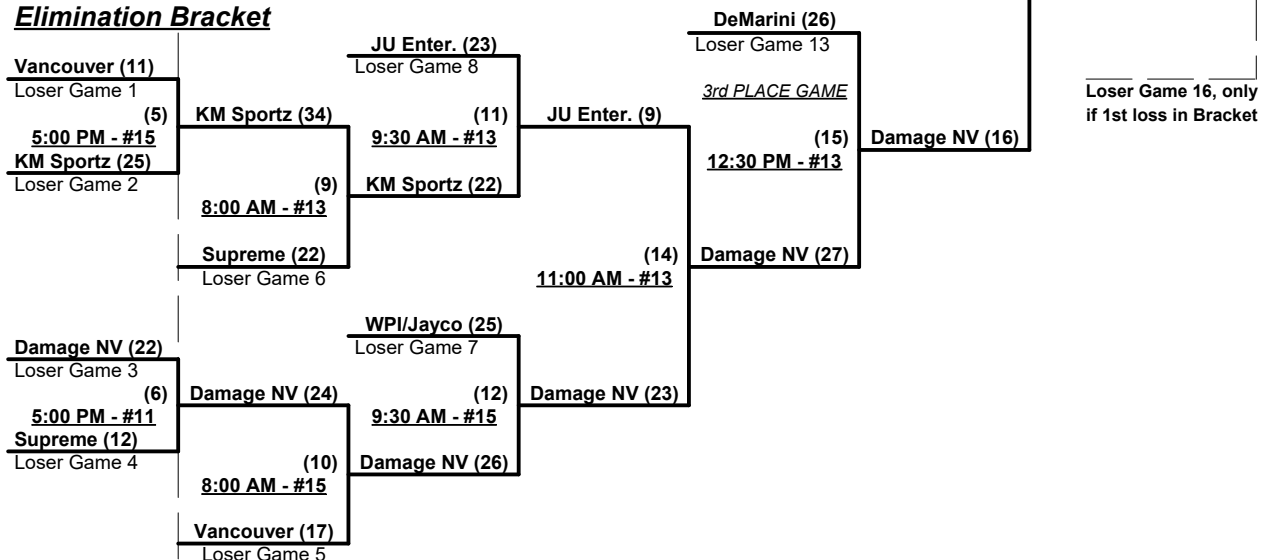 Elimination Bracket
DeMarini (26)
Loser Game 13
JU Enter. (23)
Loser Game 8
Vancouver (11)
Loser Game 1
3rd PLACE GAME
Loser Game 16, only
if 1st loss in Bracket
(5)
5:00 PM - #15
KM Sportz (34)
(11)
9:30 AM - #13
JU Enter. (9)
(15)
12:30 PM - #13
Damage NV (16)
KM Sportz (25)
Loser Game 2
(9)
8:00 AM - #13
KM Sportz (22)
Supreme (22)
Loser Game 6
(14)
11:00 AM - #13
Damage NV (27)
WPI/Jayco (25)
Loser Game 7
Damage NV (22)
Loser Game 3
(6)
5:00 PM - #11
Damage NV (24)
(12)
9:30 AM - #15
Damage NV (23)
Supreme (12)
Loser Game 4
(10)
8:00 AM - #15
Damage NV (26)
Vancouver (17)
Loser Game 5